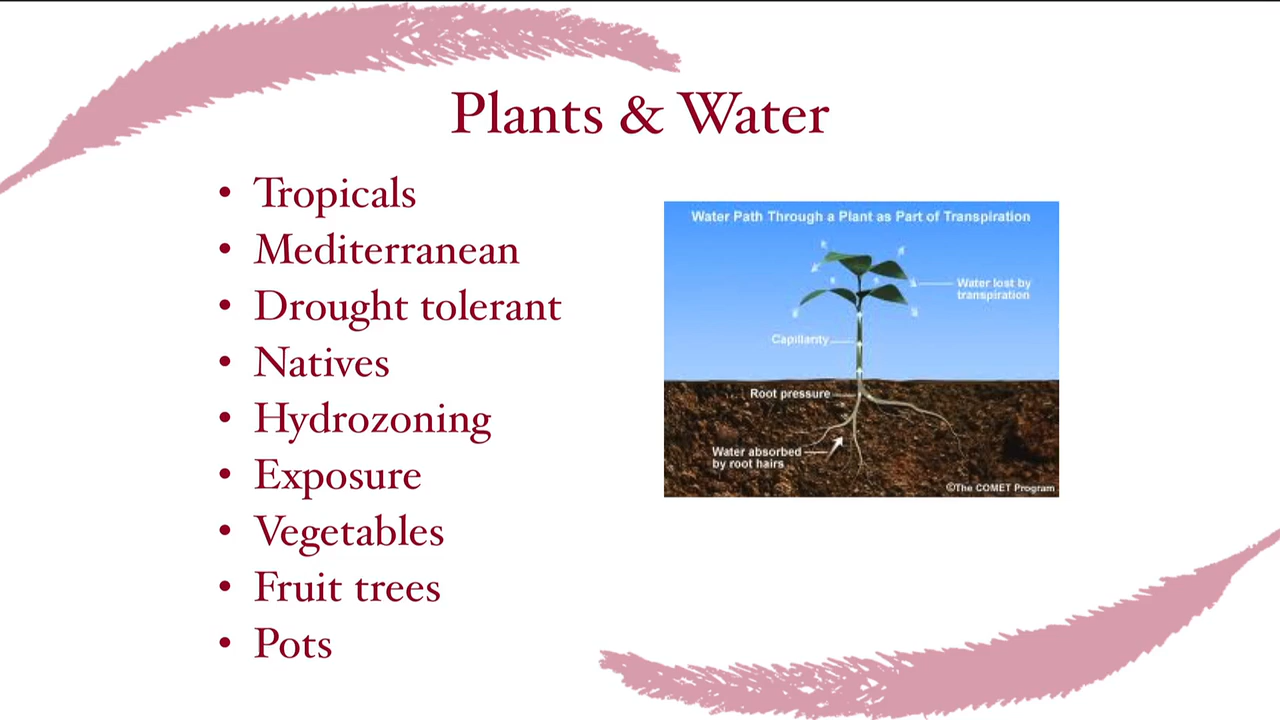 Plants & Water
• Tropicals
• Mediterranean
• Drought tolerant
• Natives
• Hydrozoning
• Exposure
• Vegetables
• Fruit trees
• Pots
Water Path Through a Plant as Part of Transpiration
Water lost by
transpiration
Capillarity
Root pressure
Water absorbed
by root hairs
©The COMET Program